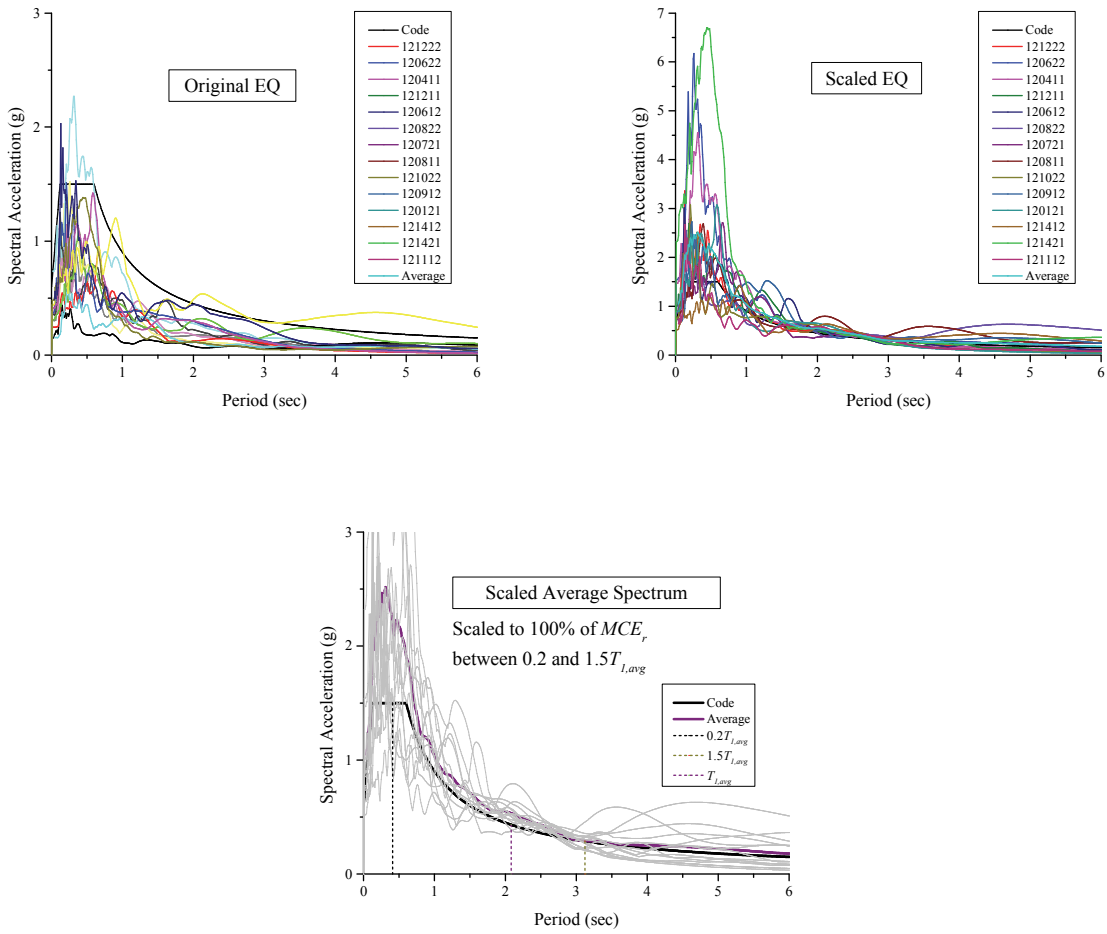 3
2
1
0
Spectral Acceleration (g)
Original EQ
Code
121222
120622
120411
121211
120612
120822
120721
120811
121022
120912
120121
121412
121421
121112
Average
0 1 2 3 4 5 6
Period (sec)
7
6
5
4
3
2
1
0
Spectral Acceleration (g)
Scaled EQ
Code
121222
120622
120411
121211
120612
120822
120721
120811
121022
120912
120121
121412
121421
121112
Average
0 1 2 3 4 5 6
Period (sec)
3
2
1
0
Spectral Acceleration (g)
Scaled Average Spectrum
Scaled to 100% of MCEr
between 0.2 and 1.5T1,avg
Code
Average
0.2T1,avg
1.5T1,avg
T1,avg
0 1 2 3 4 5 6
Period (sec)